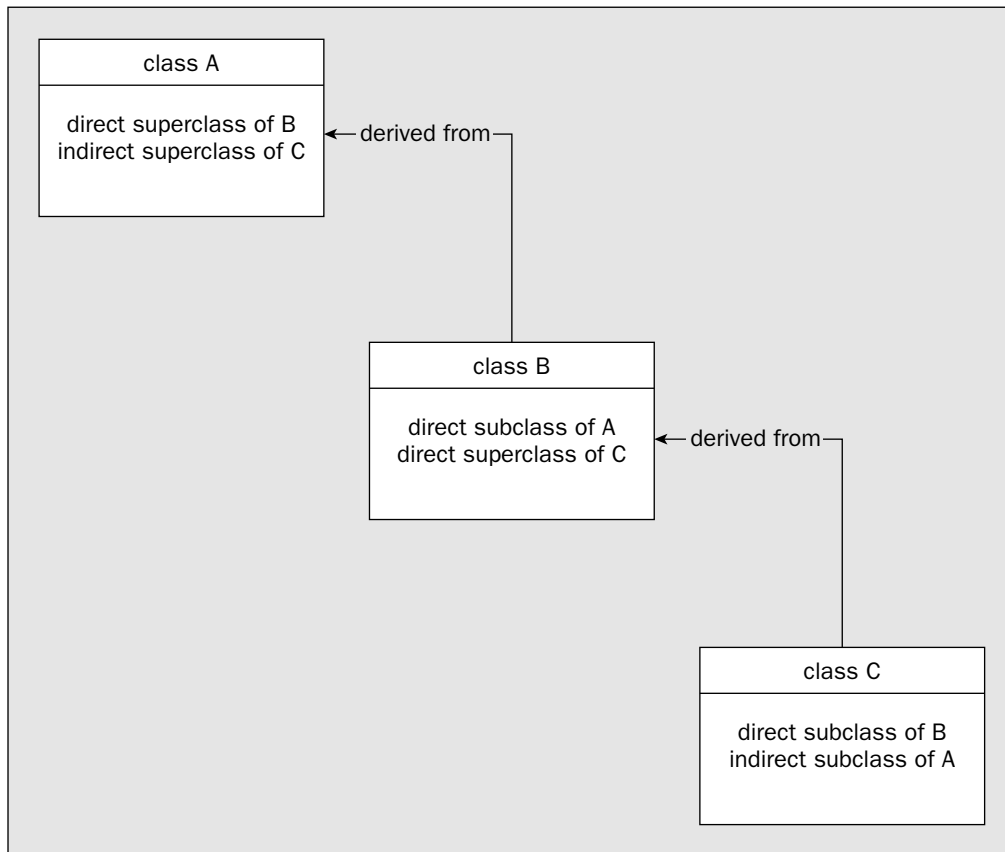 class A
direct superclass of B
indirect superclass of C
derived from
class B
direct subclass of A
direct superclass of C
derived from
class C
direct subclass of B
indirect subclass of A